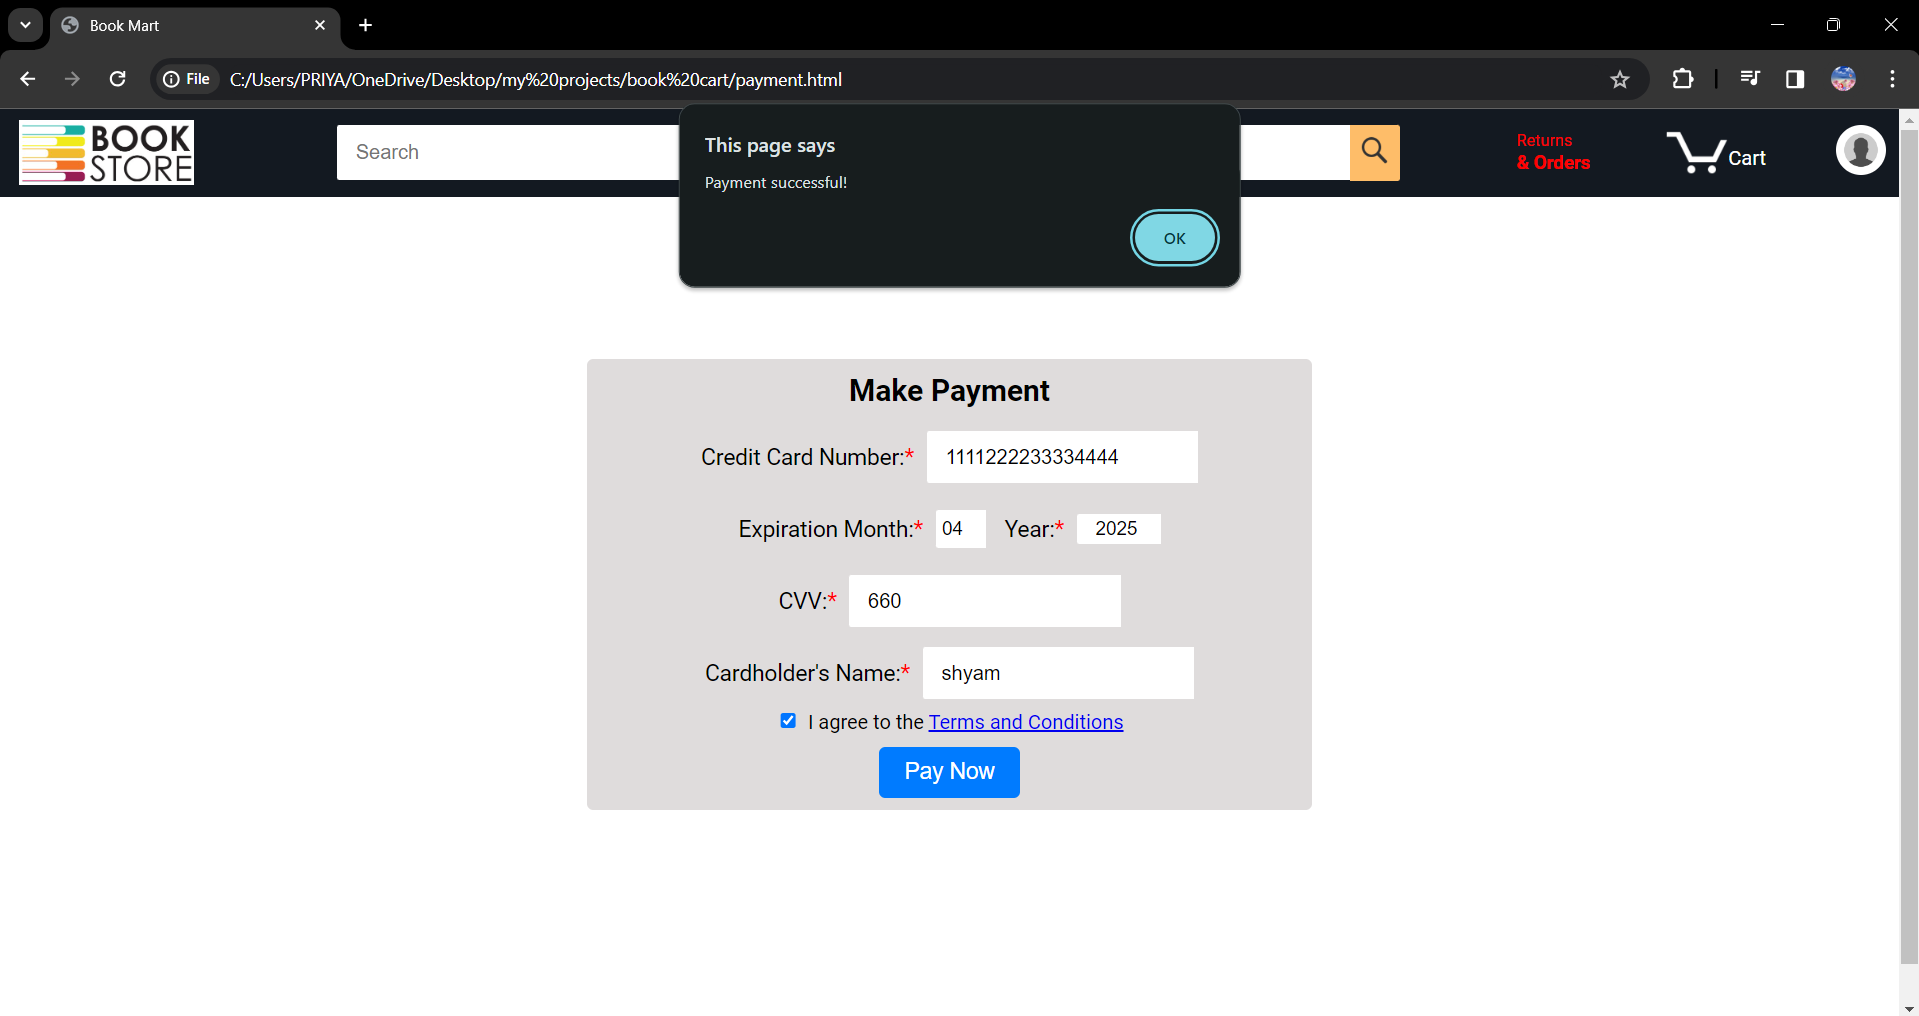 Book Mart
File C:/Users/PRIYA/OneDrive/Desktop/my%20projects/book%20cart/payment.html
BOOK
STORE
Search
This page says
Payment successful!
OK
Returns
& Orders
Cart
Make Payment
Credit Card Number:* 1111222233334444
Expiration Month:* 04 Year:* 2025
CVV:* 660
Cardholder's Name:* shyam
I agree to the Terms and Conditions
Pay Now